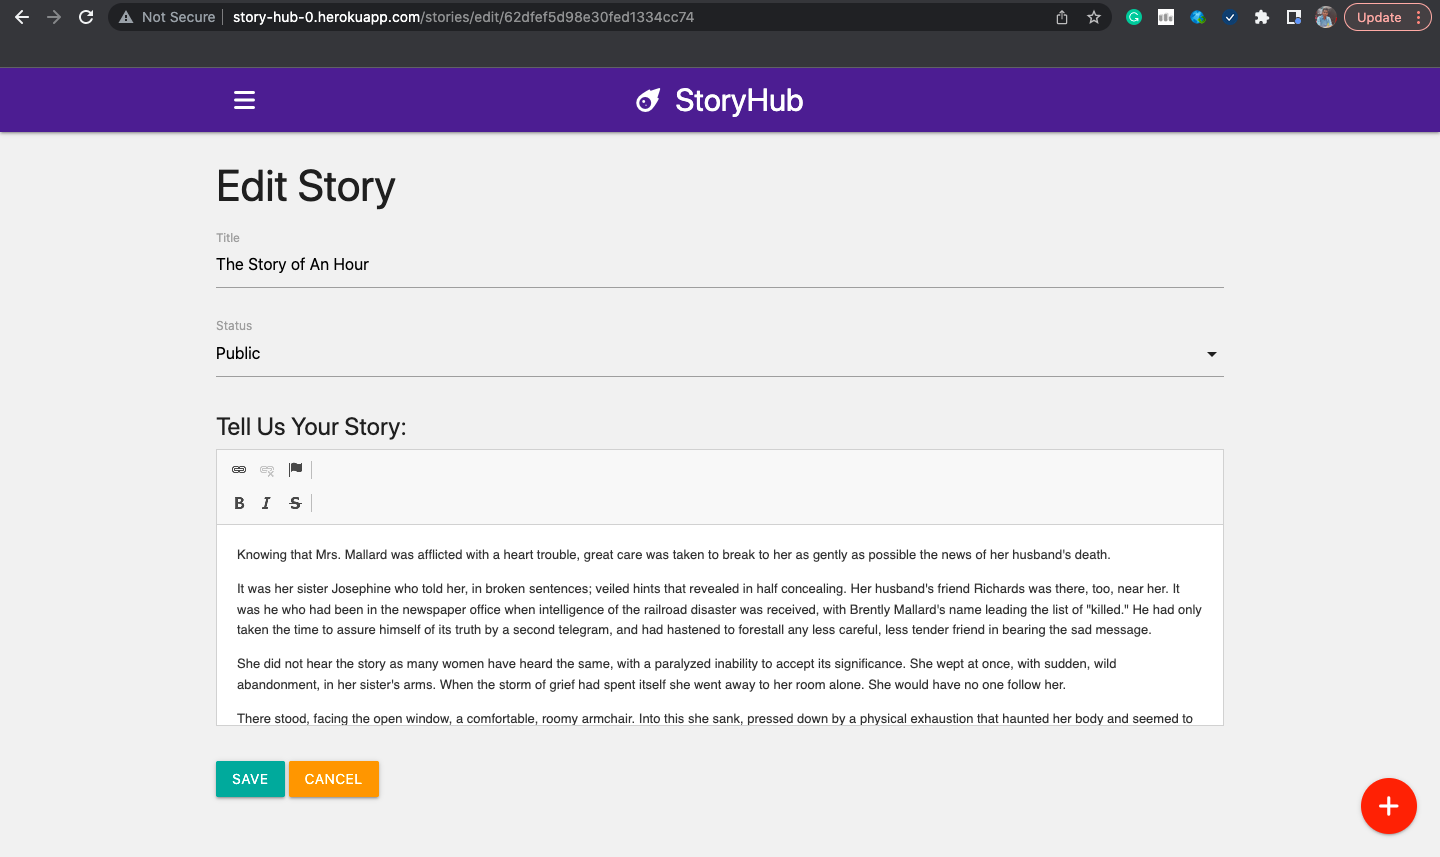 Not Secure story-hub-0.herokuapp.com/stories/edit/62dfef5d98e30fed1334cc74 Update
StoryHub
Edit Story
Title
The Story of An Hour
Status
Public
Tell Us Your Story:
B I S
Knowing that Mrs. Mallard was afflicted with a heart trouble, great care was taken to break to her as gently as possible the news of her husband's death.
It was her sister Josephine who told her, in broken sentences; veiled hints that revealed in half concealing. Her husband's friend Richards was there, too, near her. It
was he who had been in the newspaper office when intelligence of the railroad disaster was received, with Brently Mallard's name leading the list of "killed." He had only
taken the time to assure himself of its truth by a second telegram, and had hastened to forestall any less careful, less tender friend in bearing the sad message.
She did not hear the story as many women have heard the same, with a paralyzed inability to accept its significance. She wept at once, with sudden, wild
abandonment, in her sister's arms. When the storm of grief had spent itself she went away to her room alone. She would have no one follow her.
There stood, facing the open window, a comfortable, roomy armchair. Into this she sank, pressed down by a physical exhaustion that haunted her body and seemed to
SAVE CANCEL